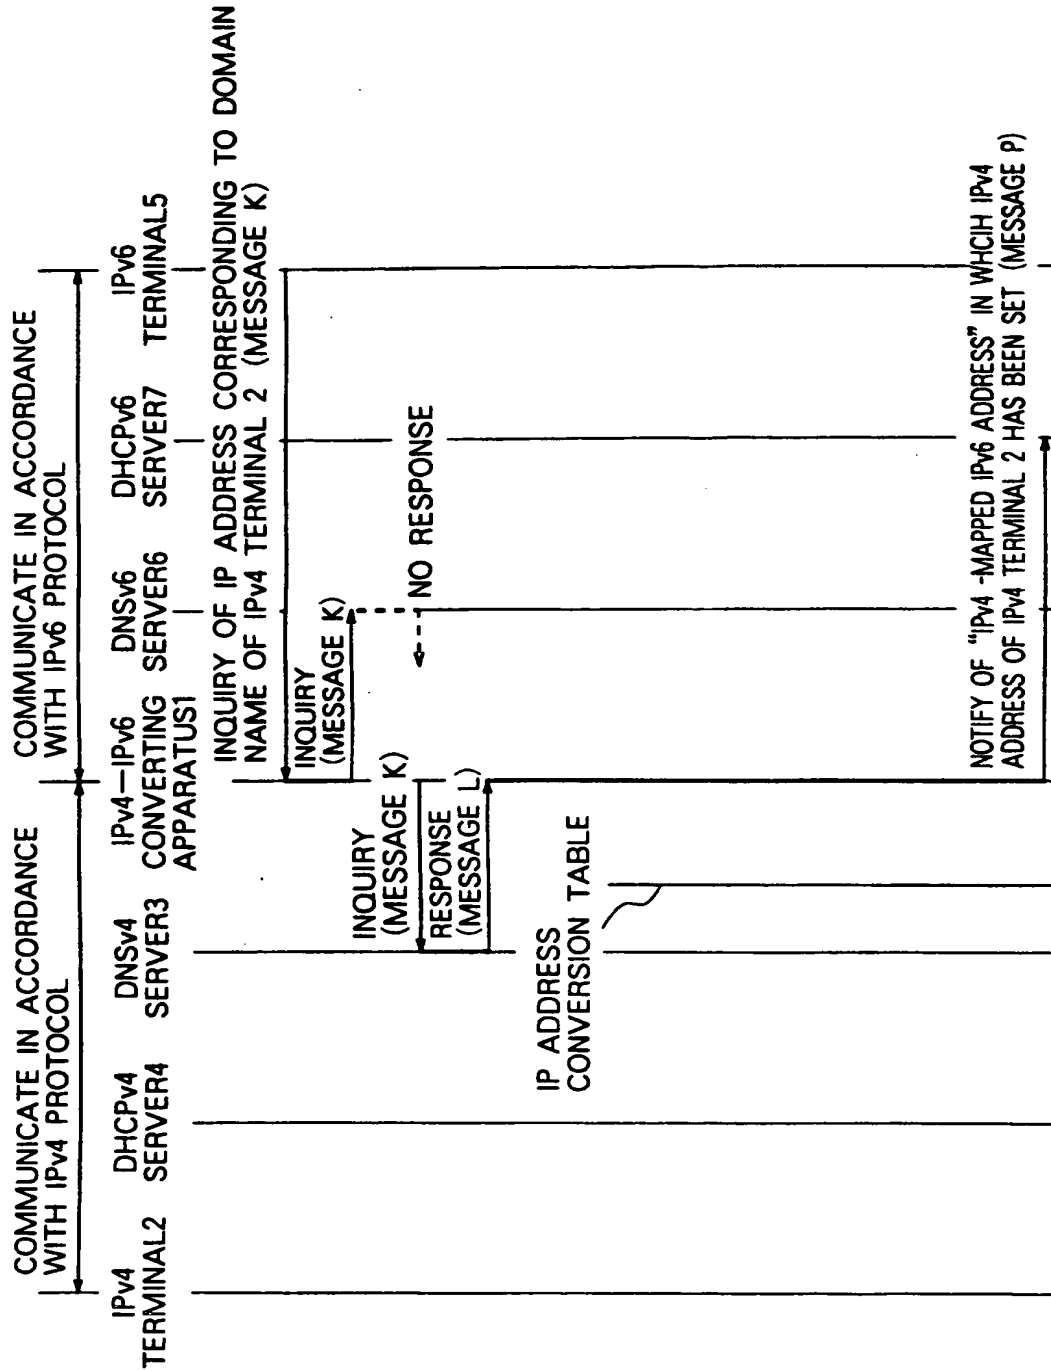 COMMUNICATE IN ACCORDANCE
WITH IPv4 PROTOCOL
COMMUNICATE IN ACCORDANCE
WITH IPv6 PROTOCOL
IPv4
TERMINAL2
DHCPv4
SERVER4
DNSv4
SERVER3
IPv4-IPv6
CONVERTING
APPARATUS1
DNSv6
SERVER6
DHCPv6
SERVER7
IPv6
TERMINAL5
INQUIRY OF IP ADDRESS CORRESPONDING TO DOMAIN
NAME OF IPv4 TERMINAL 2 (MESSAGE K)
INQUIRY
(MESSAGE K)
NO RESPONSE
INQUIRY
(MESSAGE K)
RESPONSE
(MESSAGE L)
IP ADDRESS
CONVERSION TABLE
NOTIFY OF "IPv4 -MAPPED IPv6 ADDRESS" IN WHCIH IPv4
ADDRESS OF IPv4 TERMINAL 2 HAS BEEN SET (MESSAGE P)